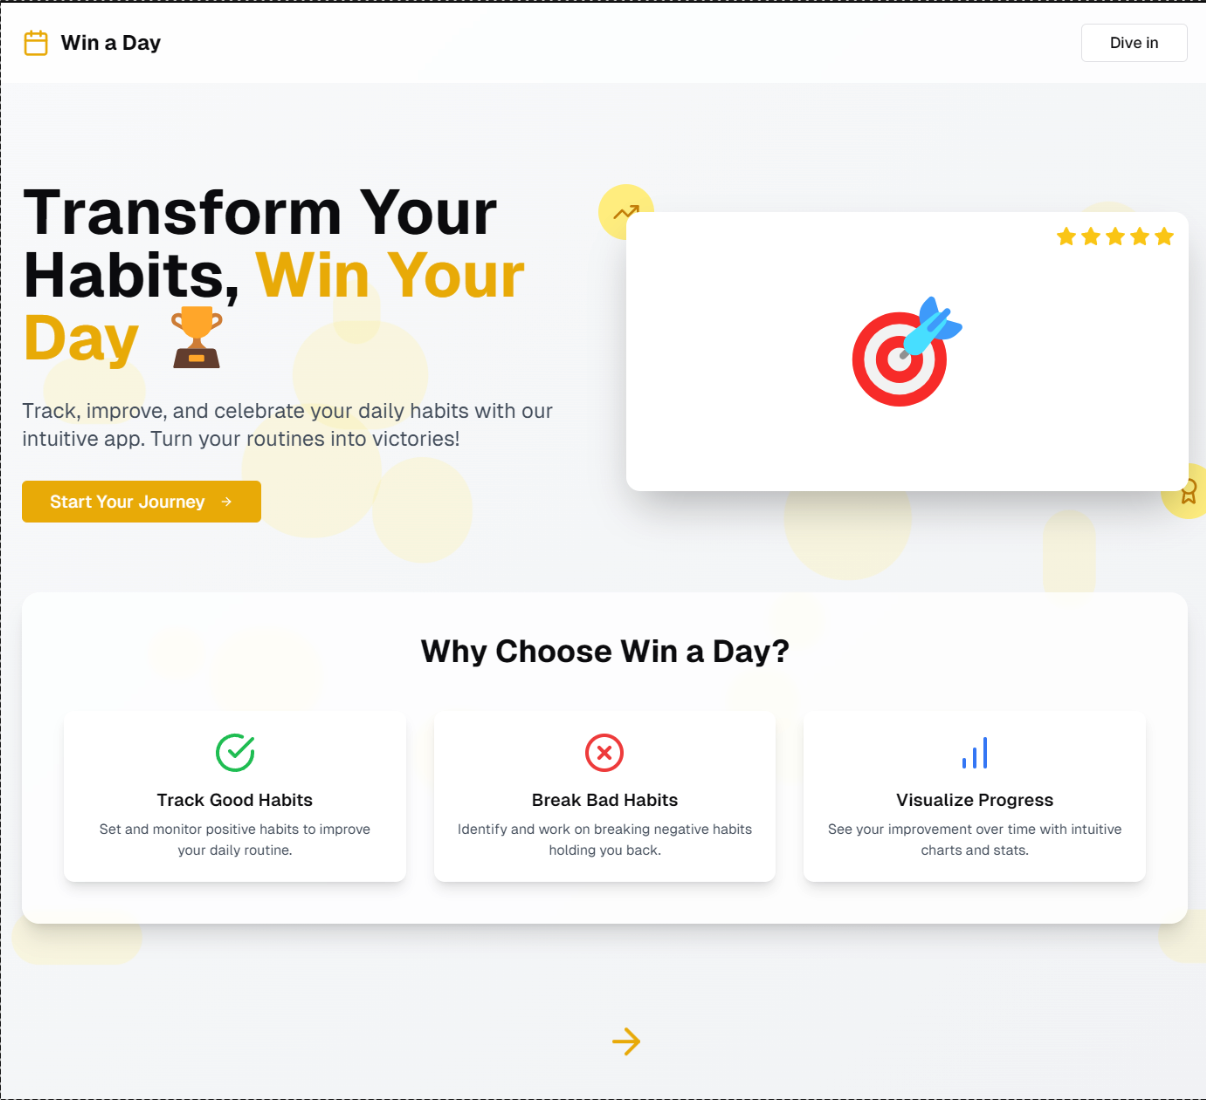 Win a Day
Dive in
Transform Your
Habits, Win Your
Day
Track, improve, and celebrate your daily habits with our
intuitive app. Turn your routines into victories!
Start Your Journey
Why Choose Win a Day?
Track Good Habits
Set and monitor positive habits to improve
your daily routine.
Break Bad Habits
Identify and work on breaking negative habits
holding you back.
Visualize Progress
See your improvement over time with intuitive
charts and stats.